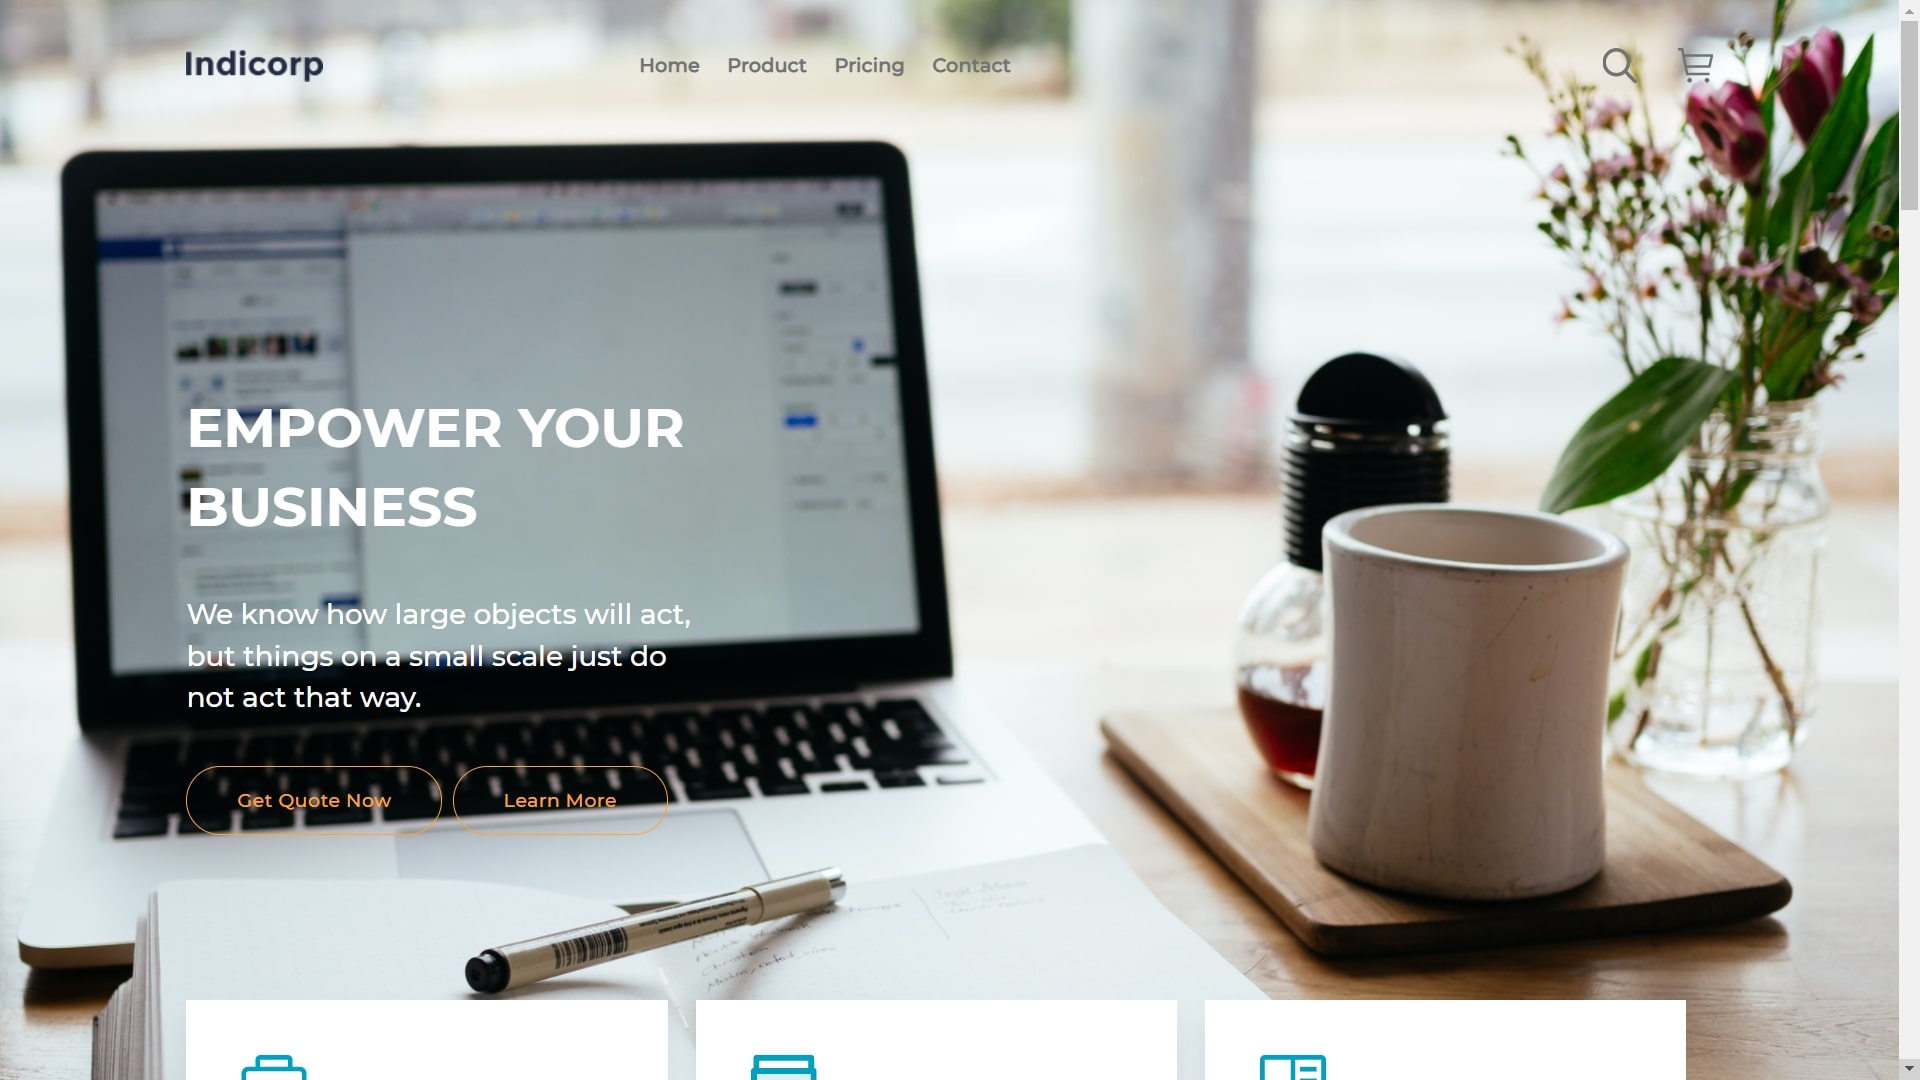 Indicorp
Home
Product
Pricing
Contact
EMPOWER YOUR
BUSINESS
We know how large objects will act,
but things on a small scale just do
not act that way.
Get Quote Now
Learn More